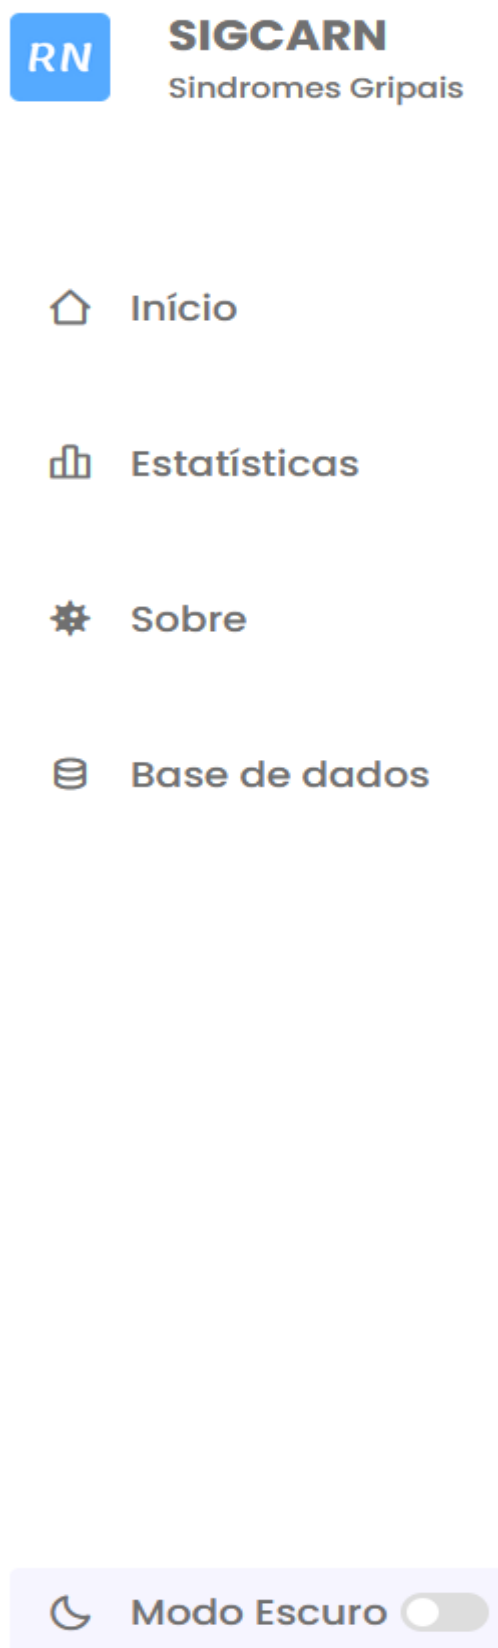 RN
SIGCARN
Sindromes Gripais
Início
Estatísticas
Sobre
Base de dados
Modo Escuro